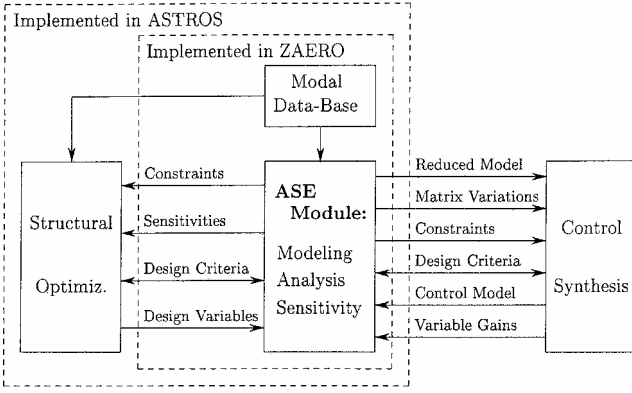 Implemented in ASTROS
Implemented in ZAERO
Modal
Data-Base
Structural
Optimiz.
Constraints
Sensitivities
Design Criteria
Design Variables
ASE
Module:
Modeling
Analysis
Sensitivity
Reduced Model
Matrix Variations
Constraints
Design Criteria
Control Model
Variable Gains
Control
Synthesis